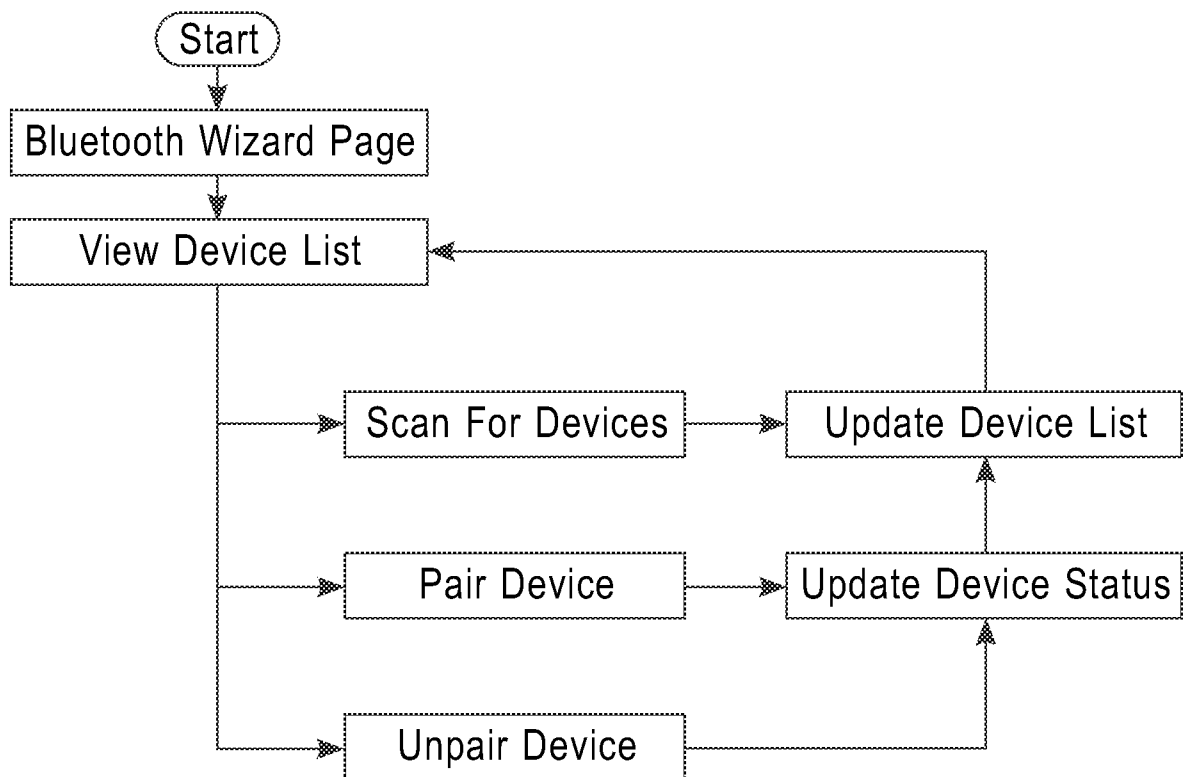 Start
Bluetooth Wizard Page
View Device List
Scan For Devices
Update Device List
Pair Device
Update Device Status
Unpair Device